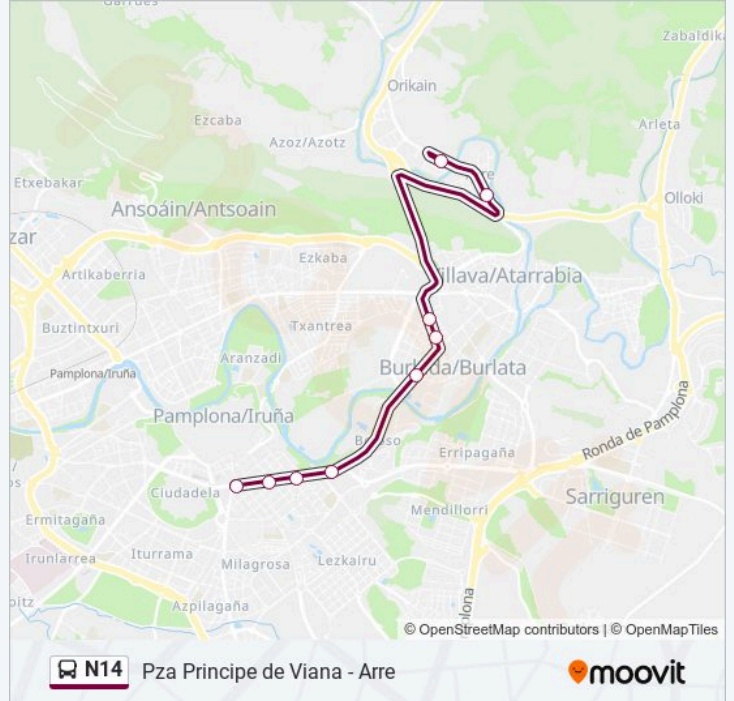 Garrues
Zabaldika
Orikain
Ezcaba
Arleta
Azoz/Azotz
Etxebakar
Olloki
Ansoáin/Antsoain
zar
Ezkaba
Artikaberria
illava/Atarrabia
Buztintxuri
Txantrea
Aranzadi
Pamplona/Iruña
Burlada/Burlata
Pamplona/Iruña
Ronda de Pamplona
Erripagaña
Ciudadela
Sarriguren
Mendillorri
Ermitagaña
Iturrama
Irunlarrea
Milagrosa
Lezkairu
Azpilagaña
© OpenStreetMap contributors | © OpenMapTiles
N14 Pza Principe de Viana - Arre
moovit